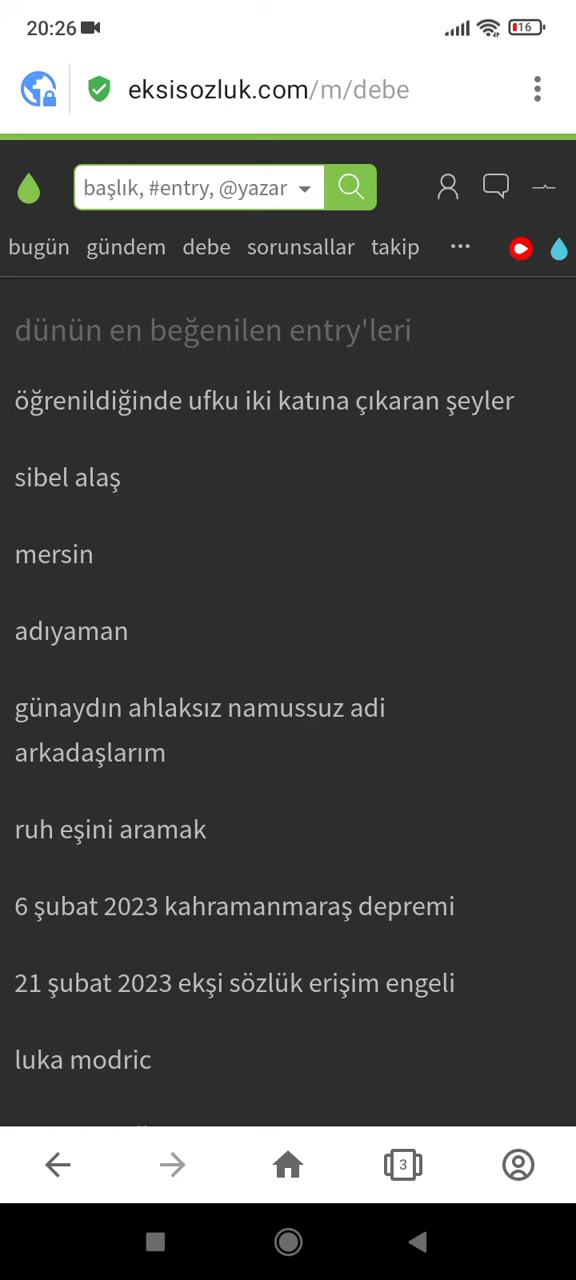 20:26
16
eksisozluk.com/m/debe
başlık, #entry, @yazar
bugün gündem debe sorunsallar takip ...
dünün en beğenilen entry'leri
öğrenildiğinde ufku iki katına çıkaran şeyler
sibel alaş
mersin
adıyaman
günaydın ahlaksız namussuz adi
arkadaşlarım
ruh eşini aramak
6 şubat 2023 kahramanmaraş depremi
21 şubat 2023 ekşi sözlük erişim engeli
luka modric
3